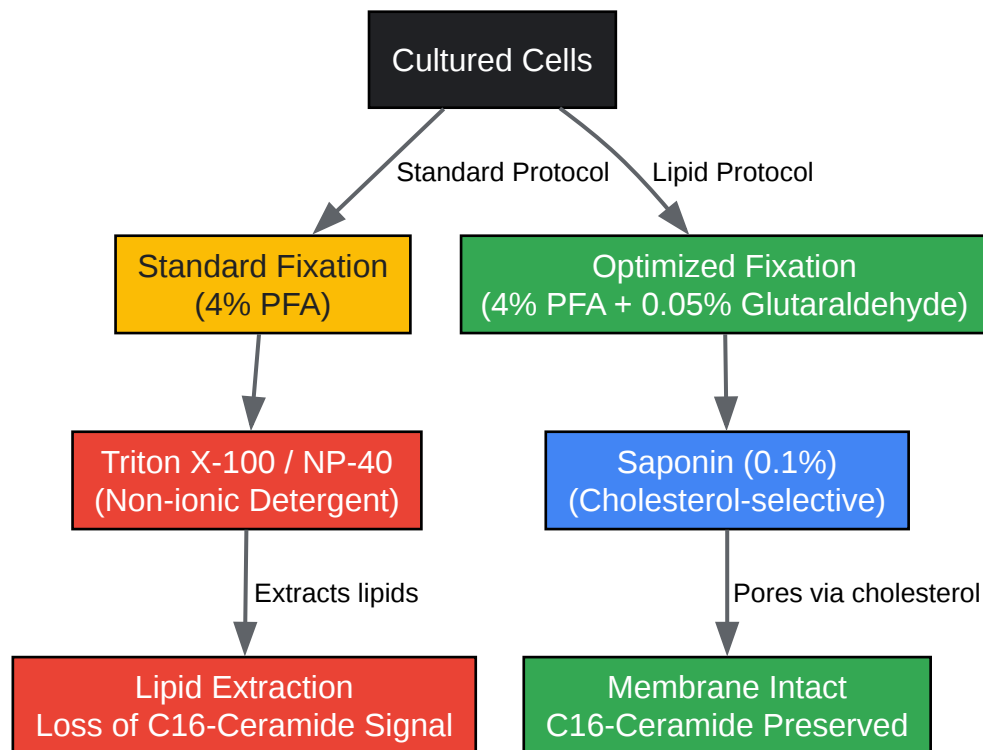 Cultured Cells
Standard Protocol
Lipid Protocol
Standard Fixation
(4% PFA)
Optimized Fixation
(4% PFA + 0.05% Glutaraldehyde)
Triton X-100 / NP-40
(Non-ionic Detergent)
Saponin (0.1%)
(Cholesterol-selective)
Extracts lipids
Pores via cholesterol
Lipid Extraction
Loss of C16-Ceramide Signal
Membrane Intact
C16-Ceramide Preserved